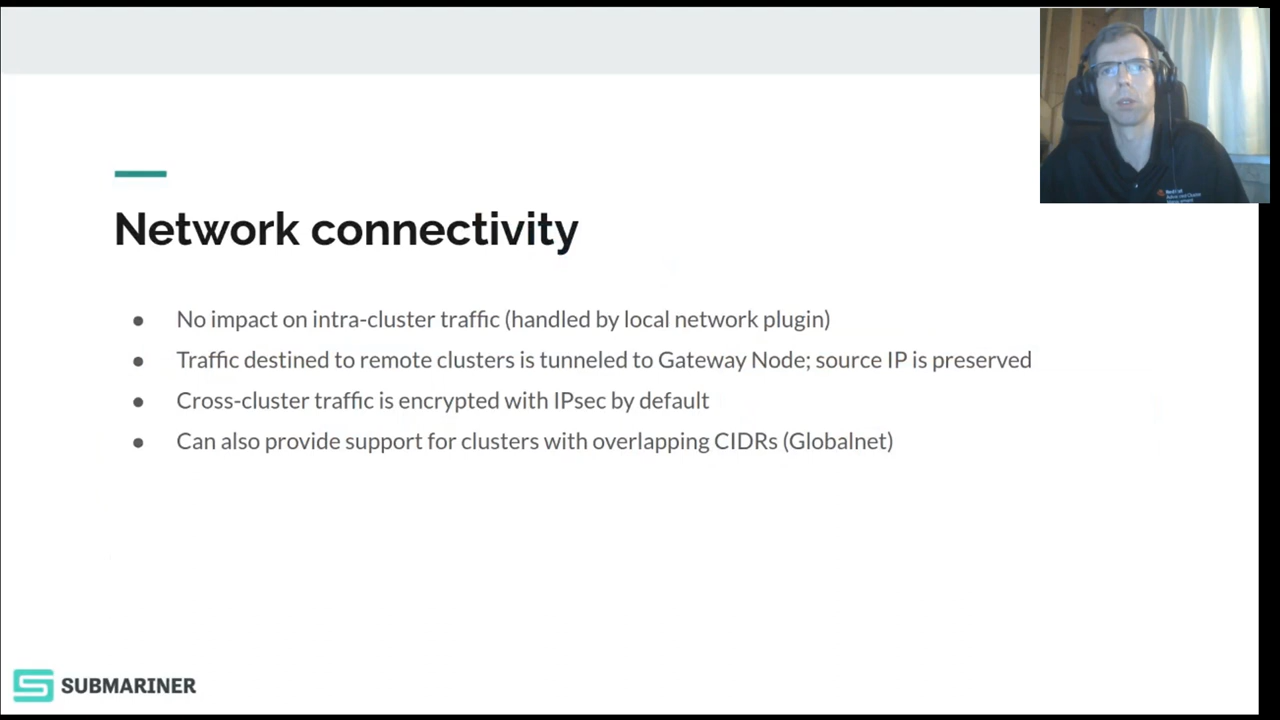 Network connectivity
● No impact on intra-cluster traffic (handled by local network plugin)
● Traffic destined to remote clusters is tunneled to Gateway Node; source IP is preserved
● Cross-cluster traffic is encrypted with IPsec by default
● Can also provide support for clusters with overlapping CIDRs (Globalnet)
SUBMARINER